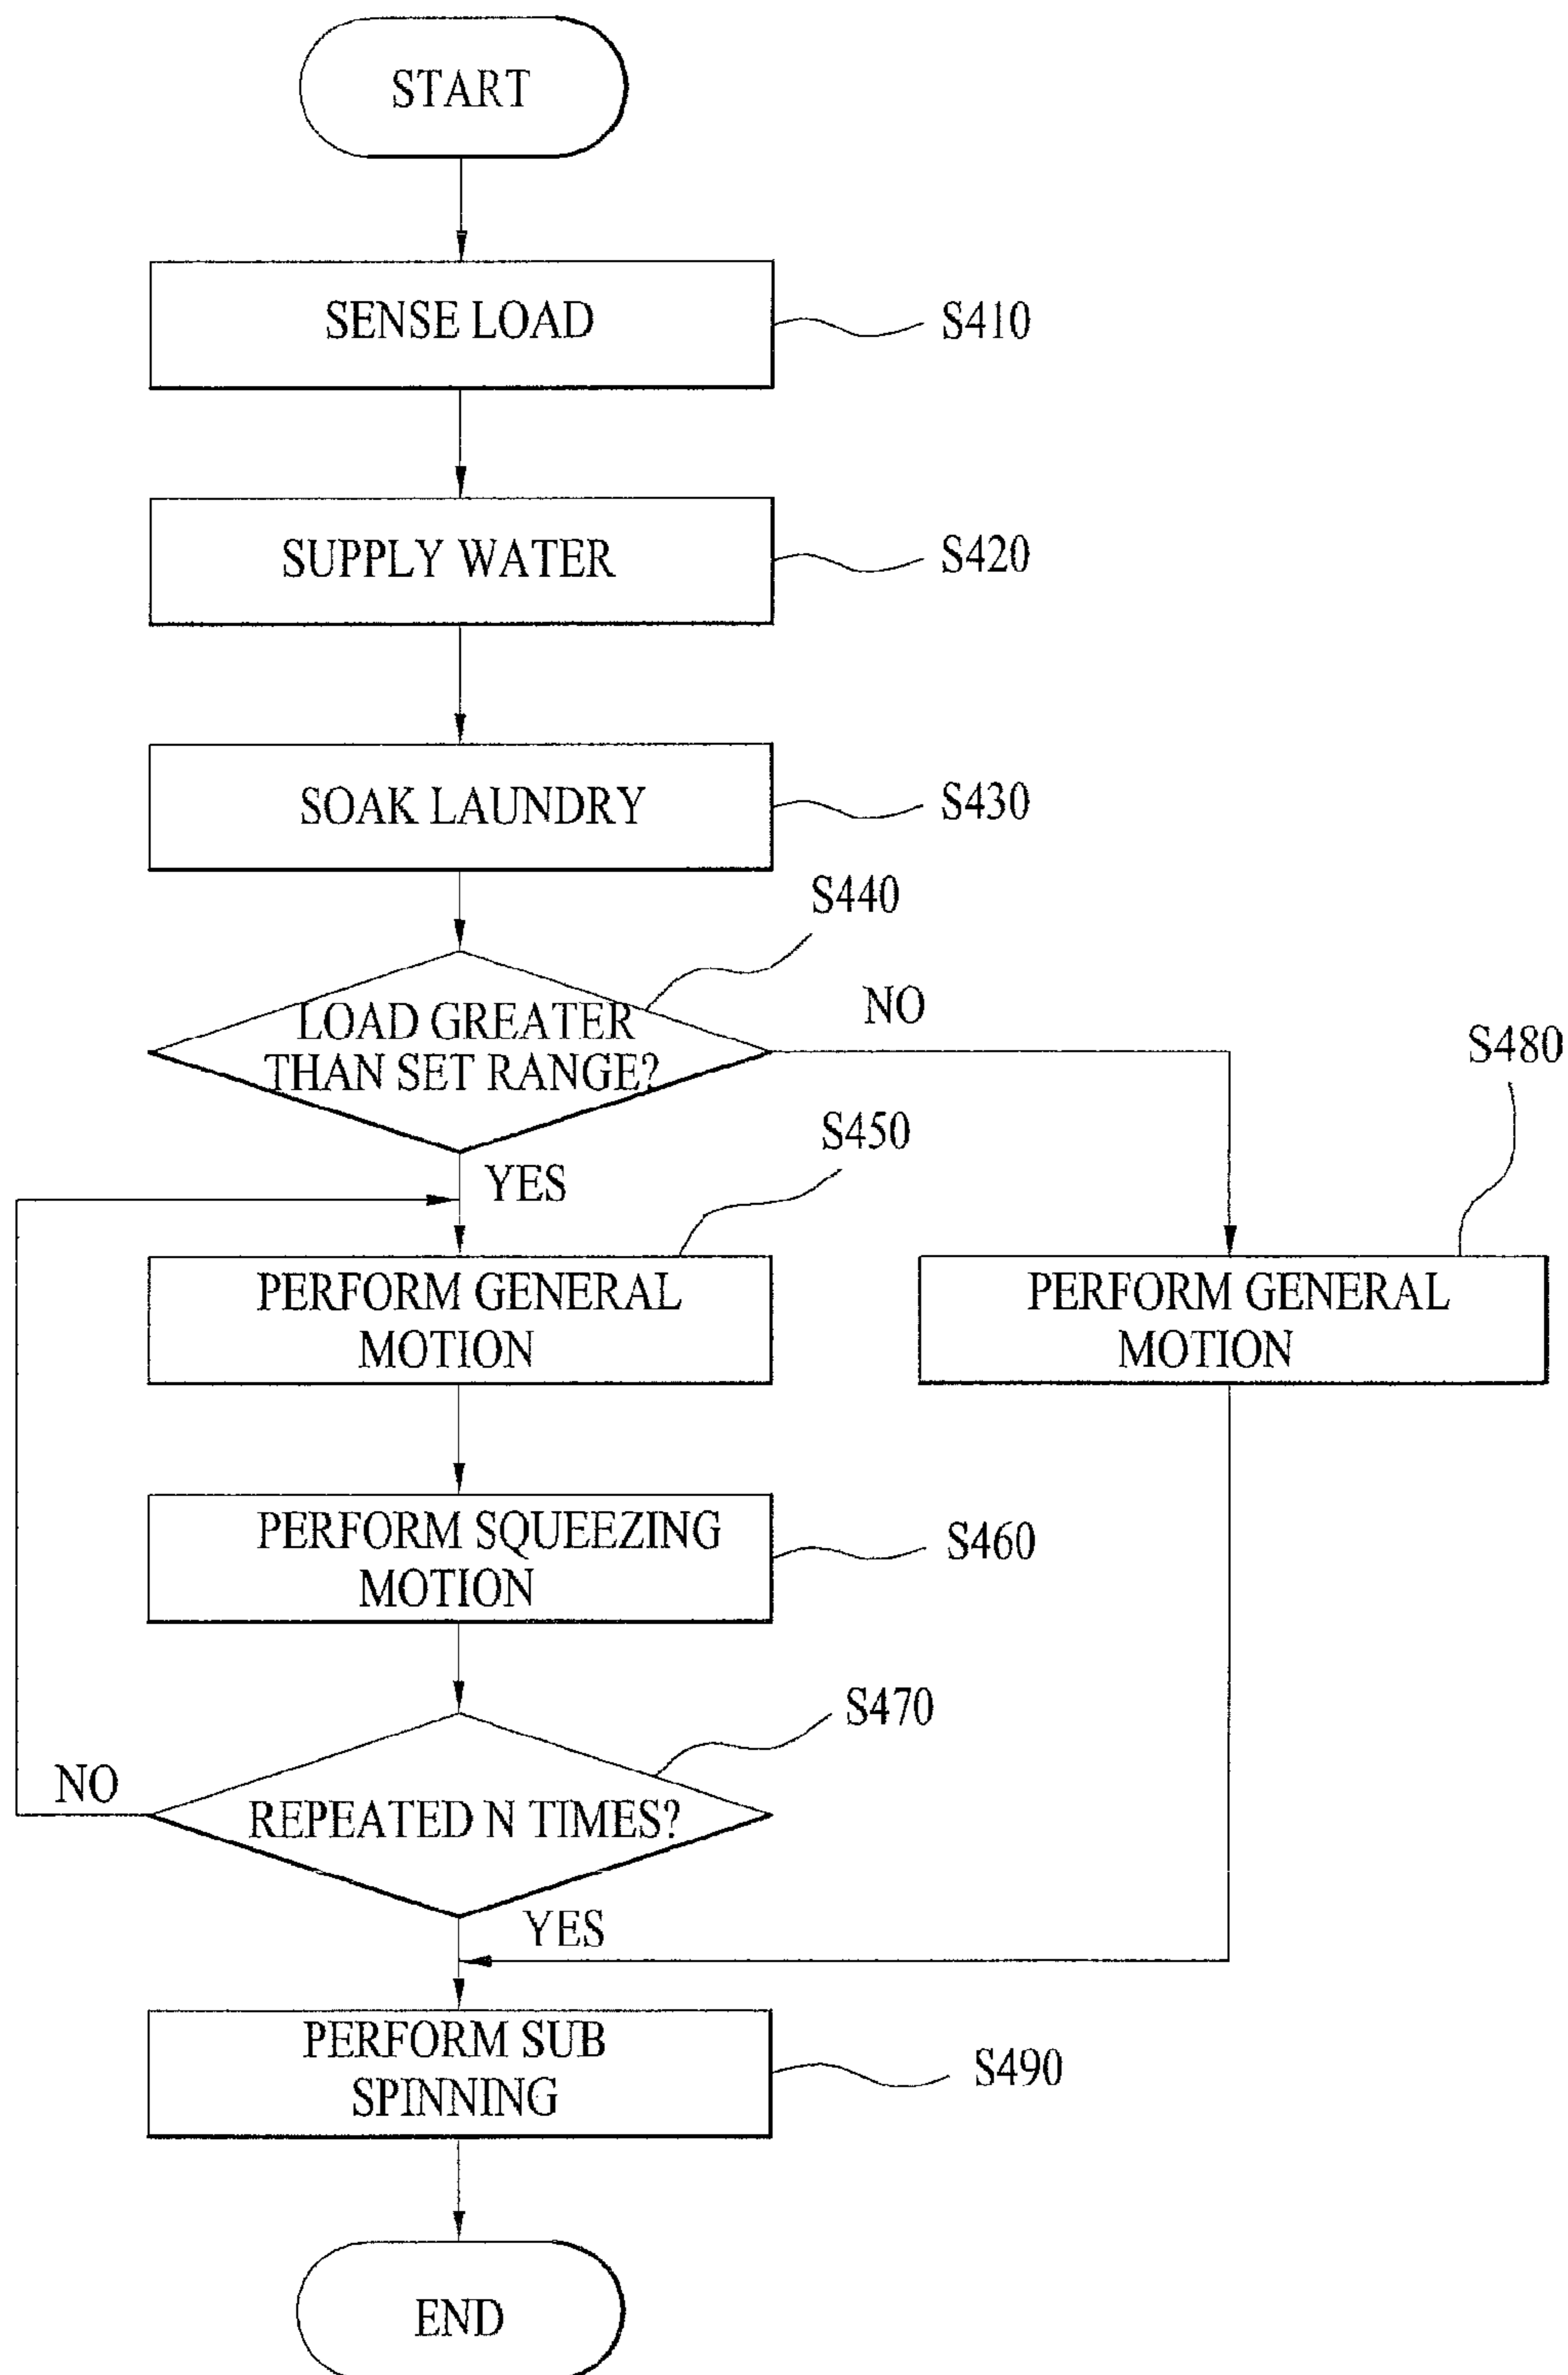 START
SENSE LOAD
S410
SUPPLY WATER
S420
SOAK LAUNDRY
S430
S440
LOAD GREATER
THAN SET RANGE?
NO
S480
S450
YES
PERFORM GENERAL
MOTION
PERFORM GENERAL
MOTION
PERFORM SQUEEZING
MOTION
S460
S470
NO
REPEATED N TIMES?
YES
PERFORM SUB
SPINNING
S490
END